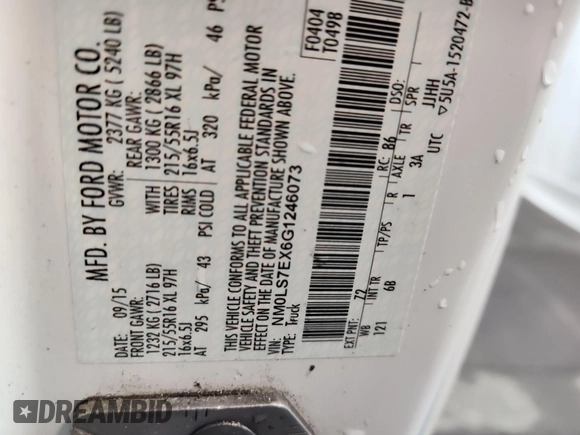 MFD. BY FORD MOTOR CO.
DATE: 09/15 GVWR: 2377 KG ( 5240 LB)
FRONT GAWR: REAR GAWR:
1232 KG ( 2716 LB) 1300 KG ( 2866 LB)
215/55R16 XL 97H TIRES 215/55R16 XL 97H
16x6.5J RIMS 16x6.5J
AT 295 kPa/ 43 PSI COLD AT 320 kPa/ 46
THIS VEHICLE CONFORMS TO ALL APPLICABLE FEDERAL MOTOR
VEHICLE SAFETY AND THEFT PREVENTION STANDARDS IN
EFFECT ON THE DATE OF MANUFACTURE SHOWN ABOVE.
VIN: NM0LS7EX6G1246073
TYPE: Truck
F0404
T0498
EXT PNT: Z2 RC: 86 DSO:
WB INT TR TP/PS R AXLE TR SPR
121 6B 1 3A JJHH
UTC ▽5U5A-1520472-
DREAMBID